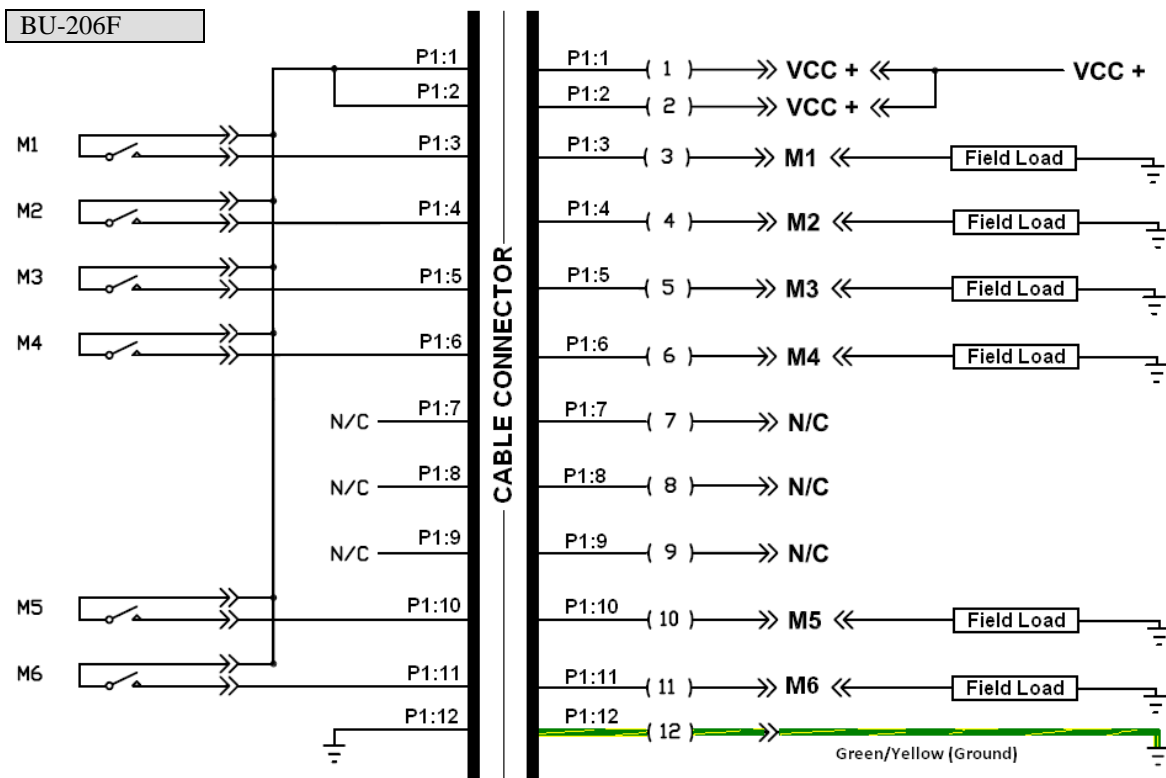 BU-206F
P1:1 P1:1 ( 1 ) VCC + VCC +
P1:2 P1:2 ( 2 ) VCC +
M1 P1:3 P1:3 ( 3 ) M1 Field Load
M2 P1:4 P1:4 ( 4 ) M2 Field Load
M3 P1:5 P1:5 ( 5 ) M3 Field Load
M4 P1:6 P1:6 ( 6 ) M4 Field Load
CABLE CONNECTOR
N/C P1:7 P1:7 ( 7 ) N/C
N/C P1:8 P1:8 ( 8 ) N/C
N/C P1:9 P1:9 ( 9 ) N/C
M5 P1:10 P1:10 ( 10 ) M5 Field Load
M6 P1:11 P1:11 ( 11 ) M6 Field Load
P1:12 P1:12 ( 12 )
Green/Yellow (Ground)